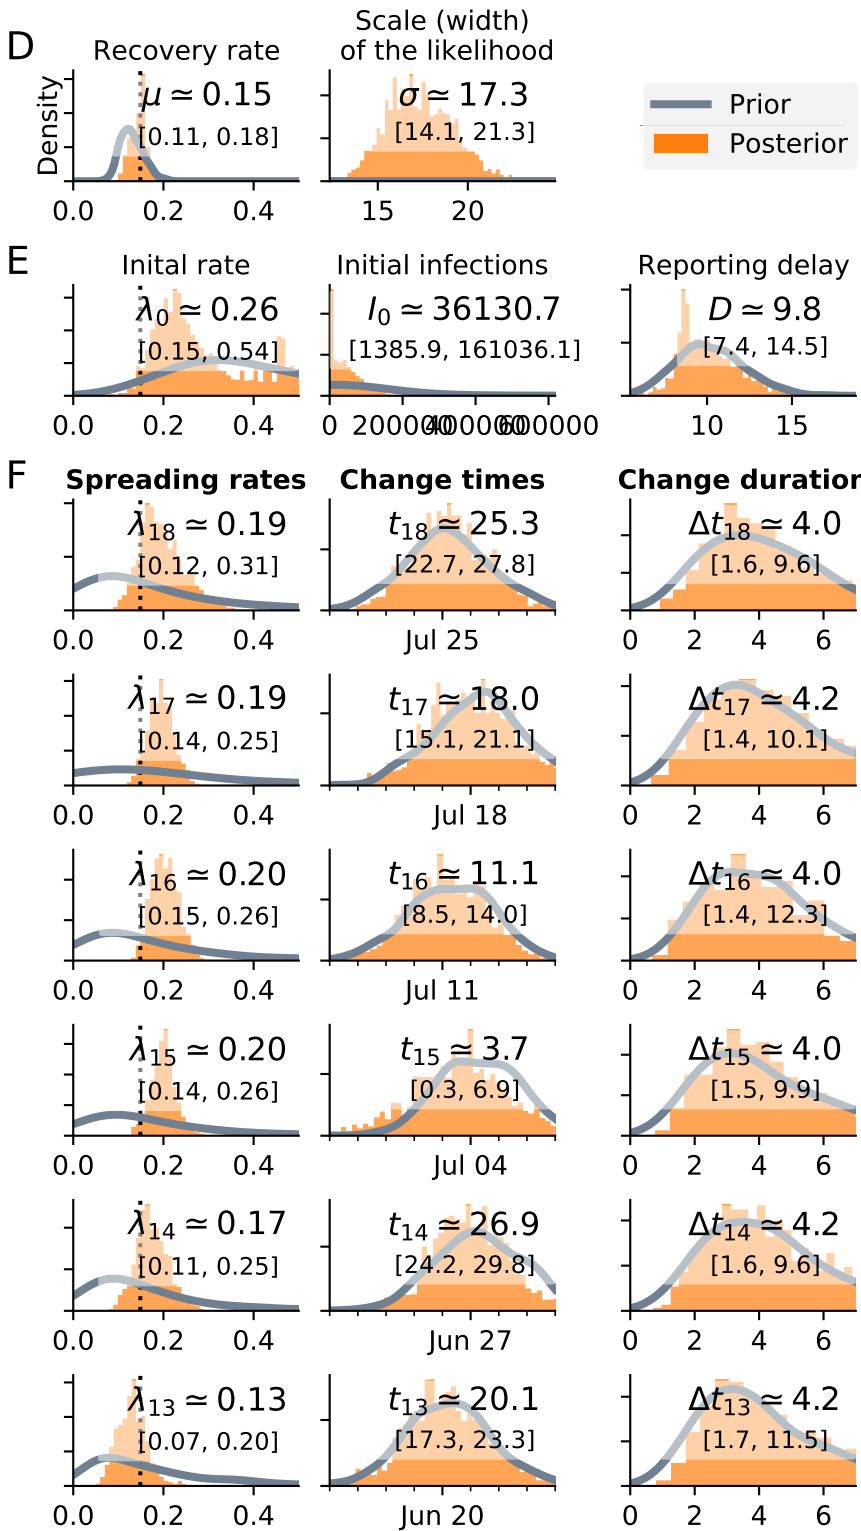 D
Recovery rate
Scale (width)
of the likelihood
Density
μ ≃ 0.15
[0.11, 0.18]
0.0 0.2 0.4
σ ≃ 17.3
[14.1, 21.3]
15 20
Prior
Posterior
E
Inital rate
λ0 ≃ 0.26
[0.15, 0.54]
0.0 0.2 0.4
Initial infections
I0 ≃ 36130.7
[1385.9, 161036.1]
0 200000 400000 600000
Reporting delay
D ≃ 9.8
[7.4, 14.5]
10 15
F
Spreading rates Change times Change duration
λ18 ≃ 0.19
[0.12, 0.31]
0.0 0.2 0.4
t18 ≃ 25.3
[22.7, 27.8]
Jul 25
Δt18 ≃ 4.0
[1.6, 9.6]
0 2 4 6
λ17 ≃ 0.19
[0.14, 0.25]
0.0 0.2 0.4
t17 ≃ 18.0
[15.1, 21.1]
Jul 18
Δt17 ≃ 4.2
[1.4, 10.1]
0 2 4 6
λ16 ≃ 0.20
[0.15, 0.26]
0.0 0.2 0.4
t16 ≃ 11.1
[8.5, 14.0]
Jul 11
Δt16 ≃ 4.0
[1.4, 12.3]
0 2 4 6
λ15 ≃ 0.20
[0.14, 0.26]
0.0 0.2 0.4
t15 ≃ 3.7
[0.3, 6.9]
Jul 04
Δt15 ≃ 4.0
[1.5, 9.9]
0 2 4 6
λ14 ≃ 0.17
[0.11, 0.25]
0.0 0.2 0.4
t14 ≃ 26.9
[24.2, 29.8]
Jun 27
Δt14 ≃ 4.2
[1.6, 9.6]
0 2 4 6
λ13 ≃ 0.13
[0.07, 0.20]
0.0 0.2 0.4
t13 ≃ 20.1
[17.3, 23.3]
Jun 20
Δt13 ≃ 4.2
[1.7, 11.5]
0 2 4 6